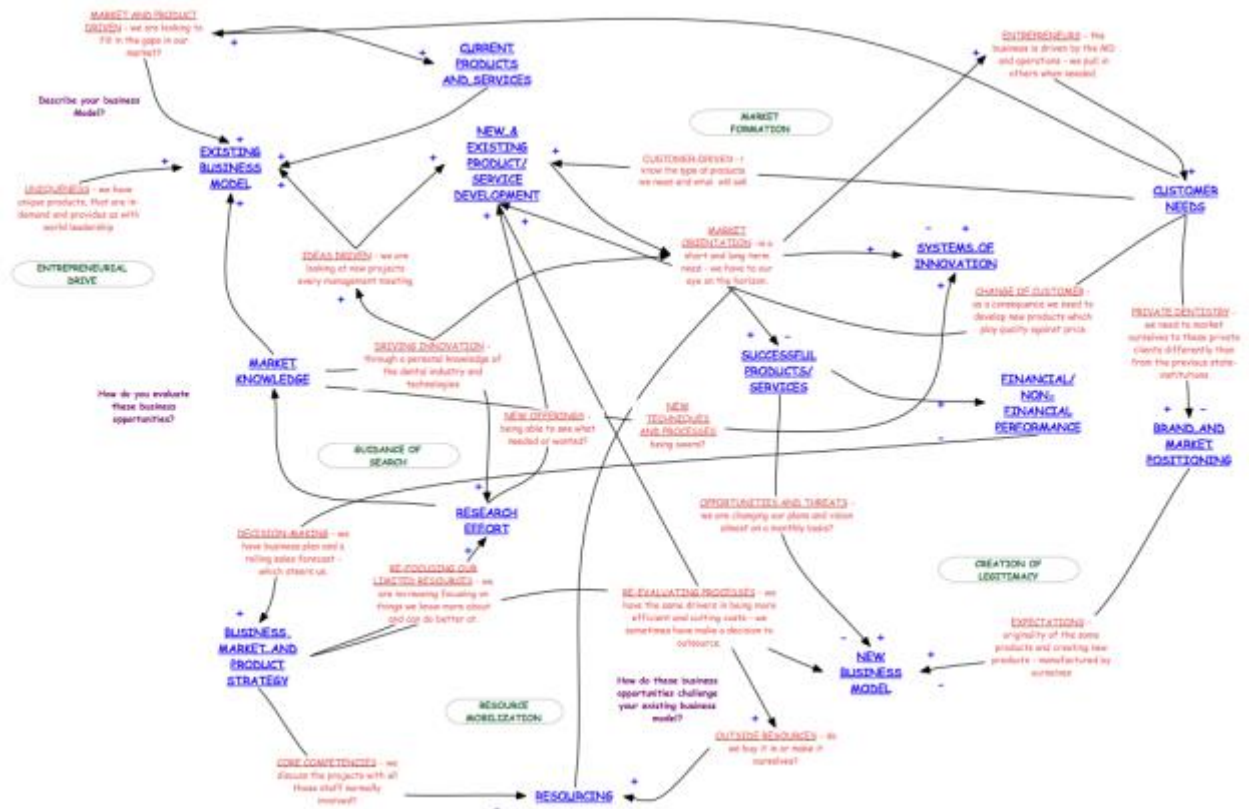 MARKET AND PRODUCT
DRIVEN - we are looking to
fill in the gaps in our
market?
CURRENT
PRODUCTS
AND SERVICES
ENTREPRENEURS - the
business is driven by the MD
and operations - we pull in
others when needed.
Describe your business
Model?
MARKET
FORMATION
EXISTING
BUSINESS
MODEL
NEW &
EXISTING
PRODUCT/
SERVICE
DEVELOPMENT
CUSTOMER DRIVEN - I
know the type of products
we need and what will sell
CUSTOMER
NEEDS
UNIQUENESS - we have
unique products, that are in
demand and provides us with
world leadership
ENTREPRENEURIAL
DRIVE
IDEAS DRIVEN - we are
looking at new projects
every management meeting
MARKET
ORIENTATION - is a
short and long term
need - we have to our
eye on the horizon.
SYSTEMS OF
INNOVATION
CHANGE OF CUSTOMER -
as a consequence we need to
develop new products which
play quality against price.
PRIVATE DENTISTRY -
we need to market
ourselves to these private
clients differently than
from the previous state-
institutions
MARKET
KNOWLEDGE
DRIVING INNOVATION -
through a personal knowledge of
the dental industry and
technologies
SUCCESSFUL
PRODUCTS/
SERVICES
FINANCIAL/
NON-
FINANCIAL
PERFORMANCE
How do you evaluate
these business
opportunities?
NEW OFFERINGS -
being able to see what
needed or wanted?
NEW
TECHNIQUES
AND PROCESSES
being
BRAND AND
MARKET
POSITIONING
GUIDANCE OF
SEARCH
RESEARCH
EFFORT
OPPORTUNITIES AND THREATS -
we are changing our plans and vision
almost on a monthly
DECISION MAKING - we
have business plan and a
rolling sales forecast -
which steers us.
RE-FOCUSING OUR
LIMITED RESOURCES - we
are increasing focusing on
things we know more about
and can do better at.
RE-EVALUATING PROCESSES - we
have the same drivers in being more
efficient and cutting costs - we
sometimes have make a decision to
outsource.
CREATION OF
LEGITIMACY
BUSINESS,
MARKET AND
PRODUCT
STRATEGY
EXPECTATIONS -
originality of the some
products and creating new
products - manufactured by
ourselves
NEW
BUSINESS
MODEL
How do these business
opportunities challenge
your existing business
model?
RESOURCE
MOBILIZATION
OUTSIDE RESOURCES - do
we buy it in or make it
ourselves?
CORE COMPETENCIES - we
discuss the projects with all
those staff normally
involved?
RESOURCING